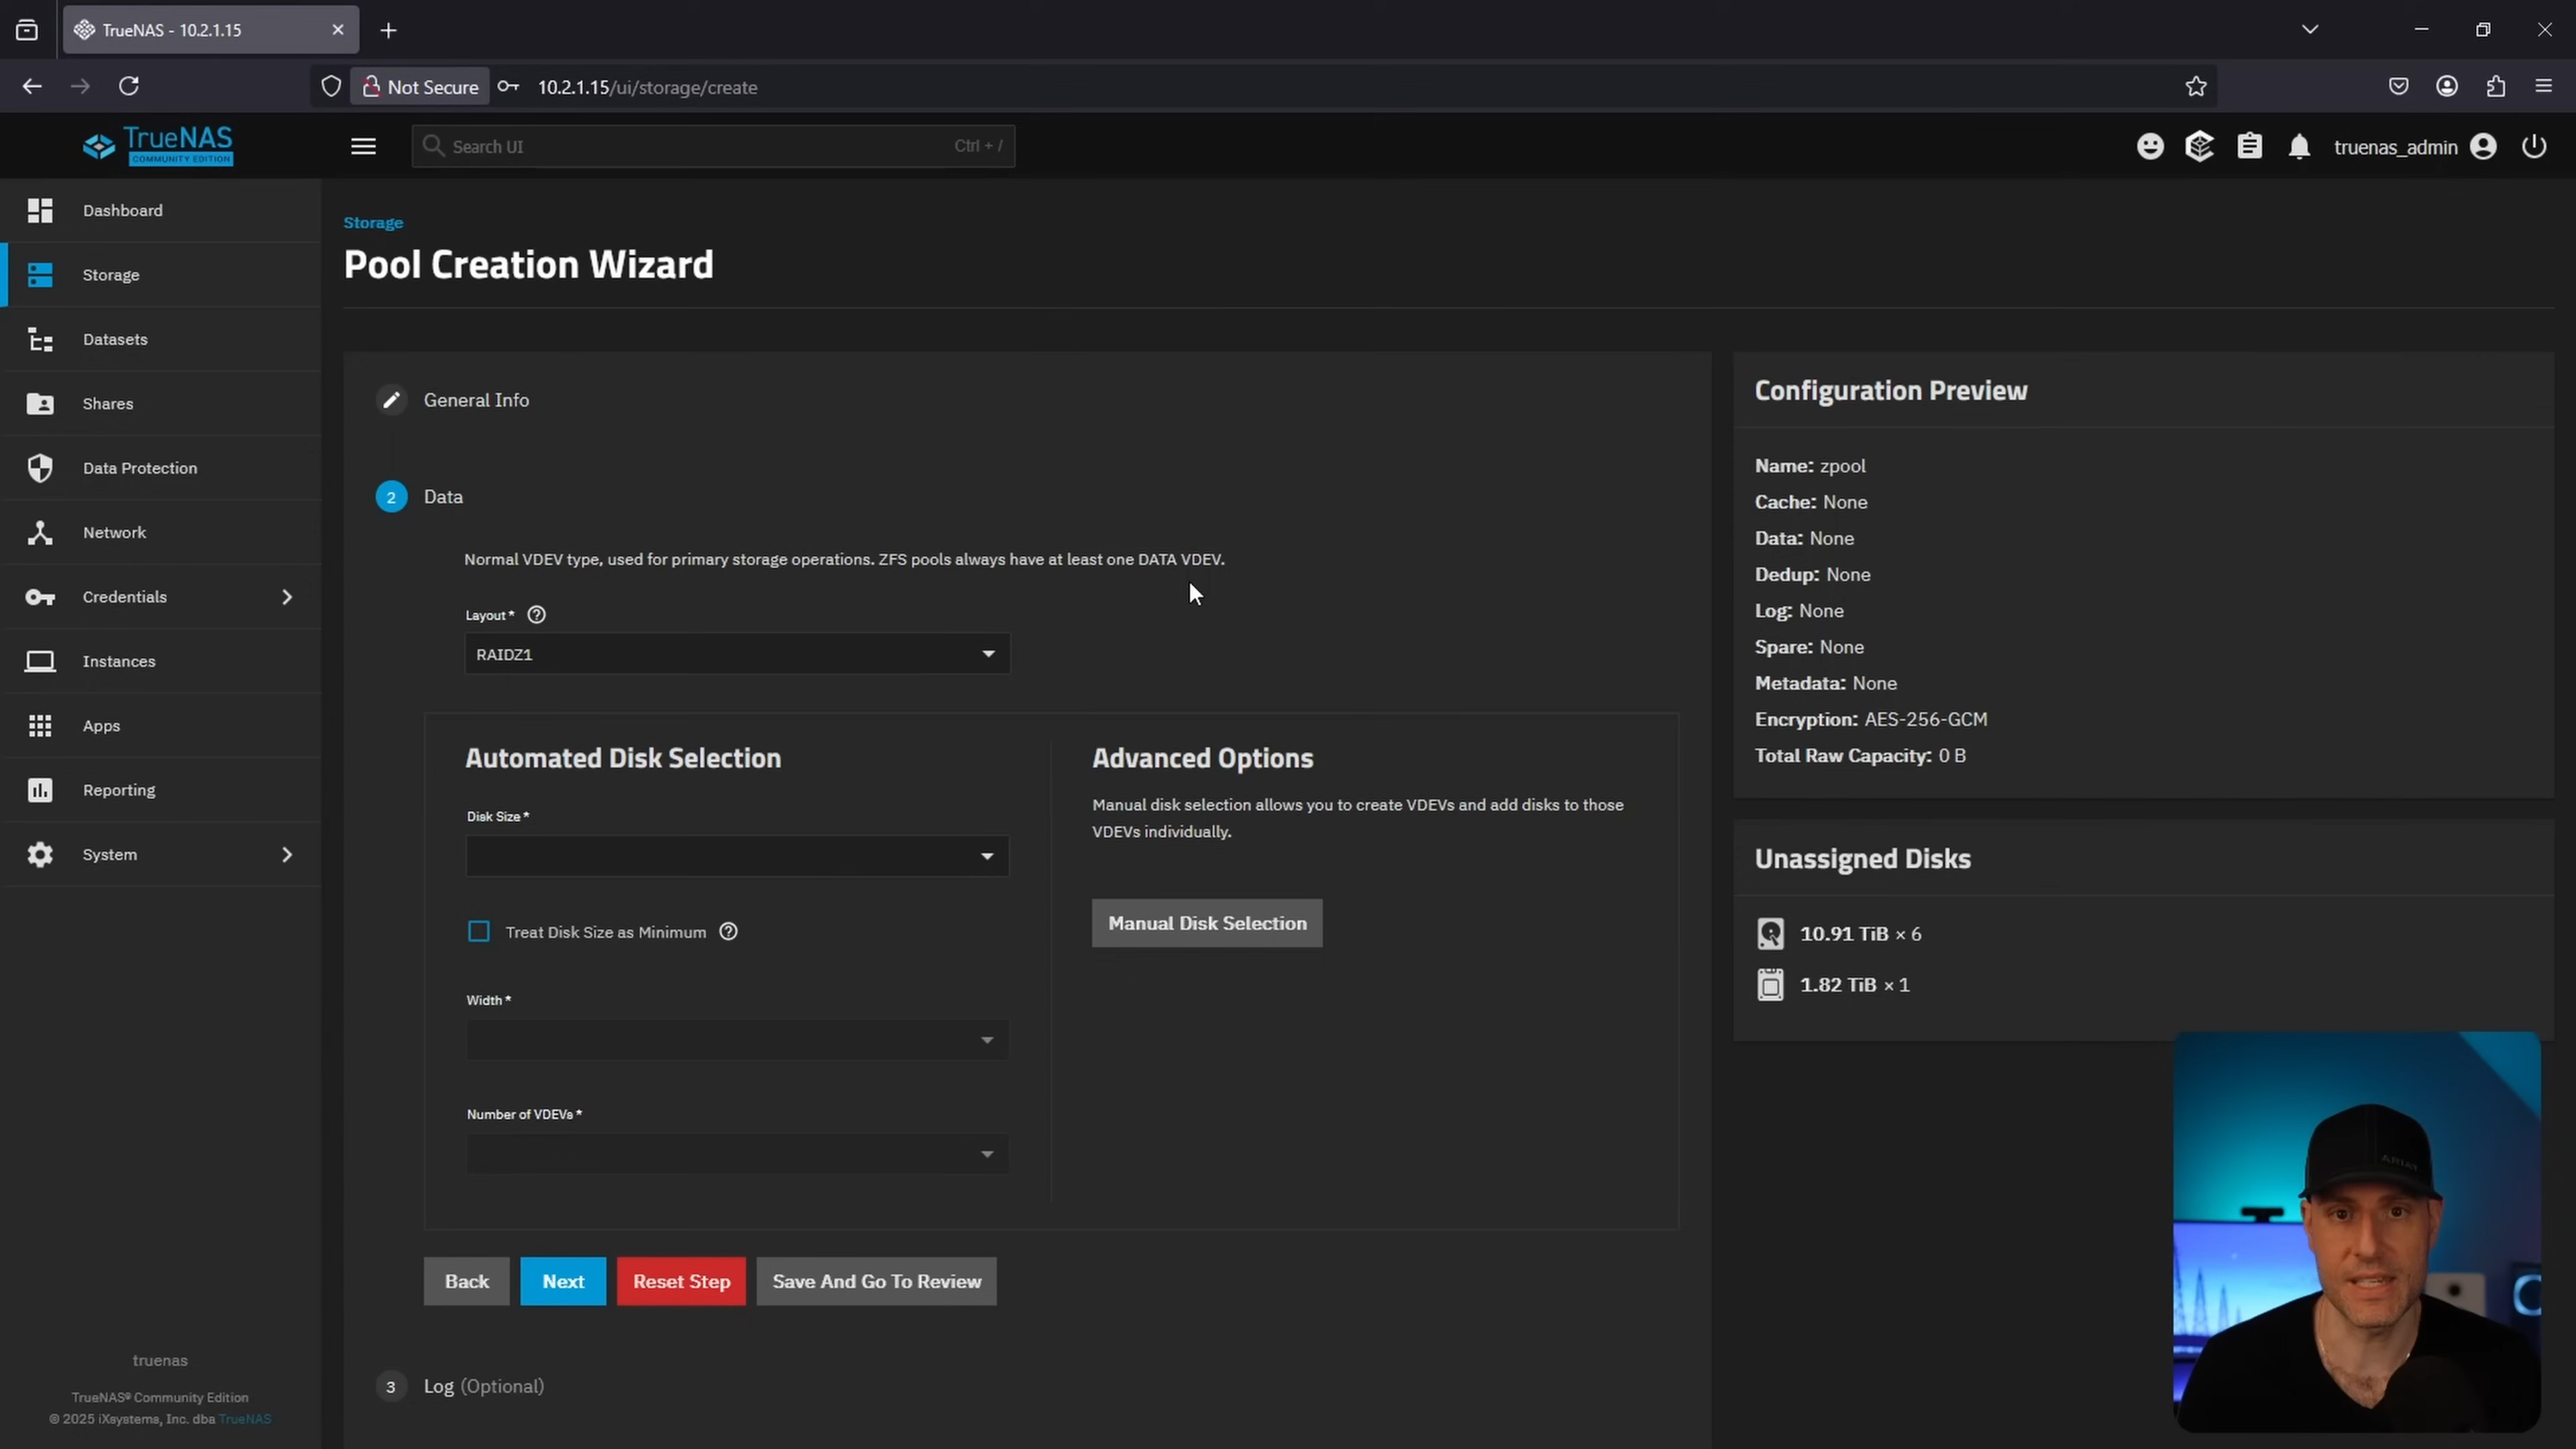 TrueNAS - 10.2.1.15
Not Secure
10.2.1.15/ui/storage/create
TrueNAS
COMMUNITY EDITION
Search UI
Ctrl + /
truenas_admin
Dashboard
Storage
Datasets
Shares
Data Protection
Network
Credentials
Instances
Apps
Reporting
System
truenas
TrueNAS® Community Edition
© 2025 iXsystems, Inc. dba TrueNAS
Storage
Pool Creation Wizard
General Info
2 Data
Normal VDEV type, used for primary storage operations. ZFS pools always have at least one DATA VDEV.
Layout *
RAIDZ1
Automated Disk Selection
Disk Size *
Treat Disk Size as Minimum
Width *
Number of VDEVs *
Advanced Options
Manual disk selection allows you to create VDEVs and add disks to those
VDEVs individually.
Manual Disk Selection
Back
Next
Reset Step
Save And Go To Review
3 Log (Optional)
Configuration Preview
Name: zpool
Cache: None
Data: None
Dedup: None
Log: None
Spare: None
Metadata: None
Encryption: AES-256-GCM
Total Raw Capacity: 0 B
Unassigned Disks
10.91 TiB × 6
1.82 TiB × 1
ARIAT